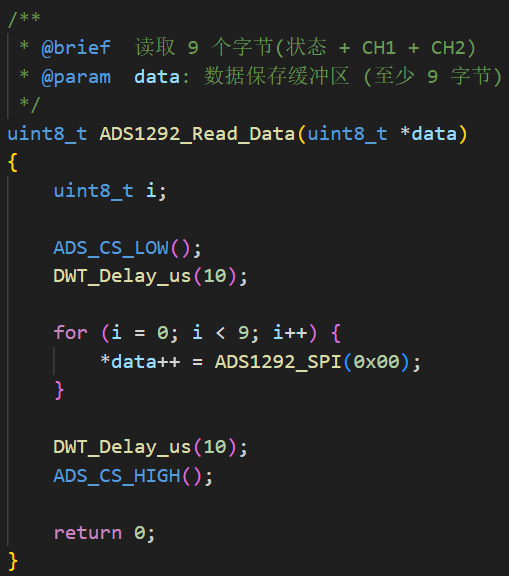 /**
 * @brief  读取 9 个字节(状态 + CH1 + CH2)
 * @param  data: 数据保存缓冲区 (至少 9 字节)
 */
uint8_t ADS1292_Read_Data(uint8_t *data)
{
    uint8_t i;

    ADS_CS_LOW();
    DWT_Delay_us(10);

    for (i = 0; i < 9; i++) {
        *data++ = ADS1292_SPI(0x00);
    }

    DWT_Delay_us(10);
    ADS_CS_HIGH();

    return 0;
}